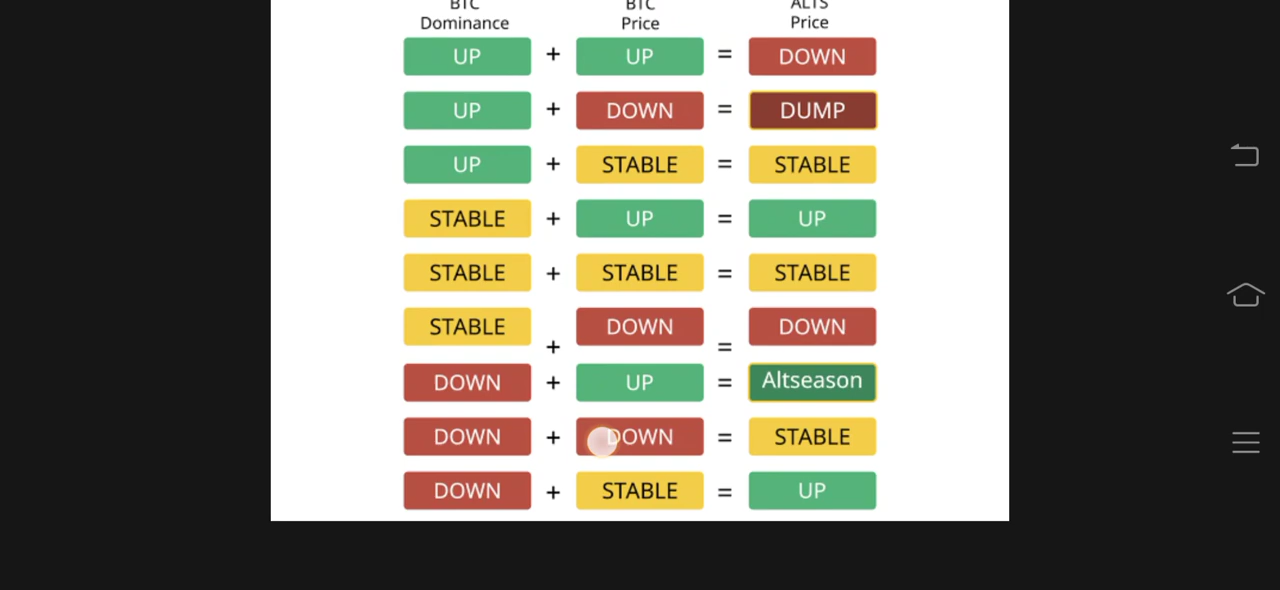 BTC BTC ALTS
Dominance Price Price
UP + UP = DOWN
UP + DOWN = DUMP
UP + STABLE = STABLE
STABLE + UP = UP
STABLE + STABLE = STABLE
STABLE + DOWN = DOWN
DOWN + UP = Altseason
DOWN + DOWN = STABLE
DOWN + STABLE = UP